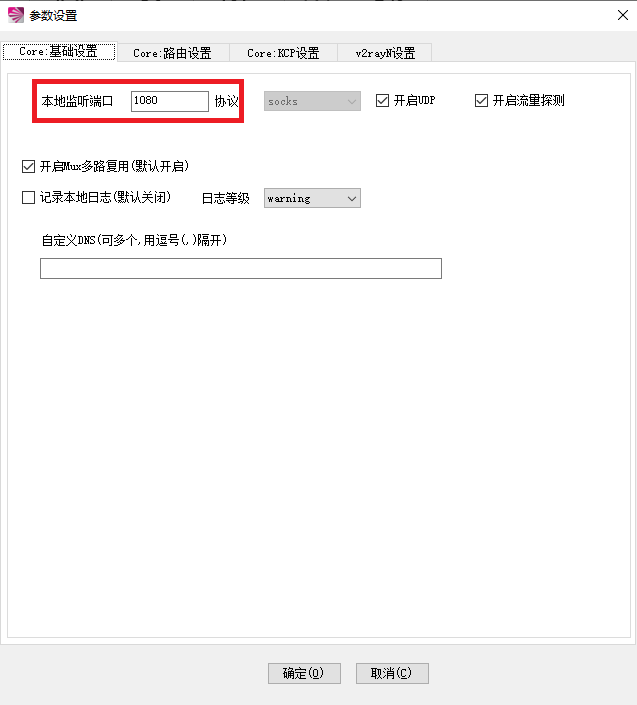 参数设置
Core:基础设置 Core:路由设置 Core:KCP设置 v2rayN设置
本地监听端口 1080 协议 socks 开启UDP 开启流量探测
开启Mux多路复用(默认开启)
记录本地日志(默认关闭) 日志等级 warning
自定义DNS(可多个,用逗号(,)隔开)
确定(O) 取消(C)